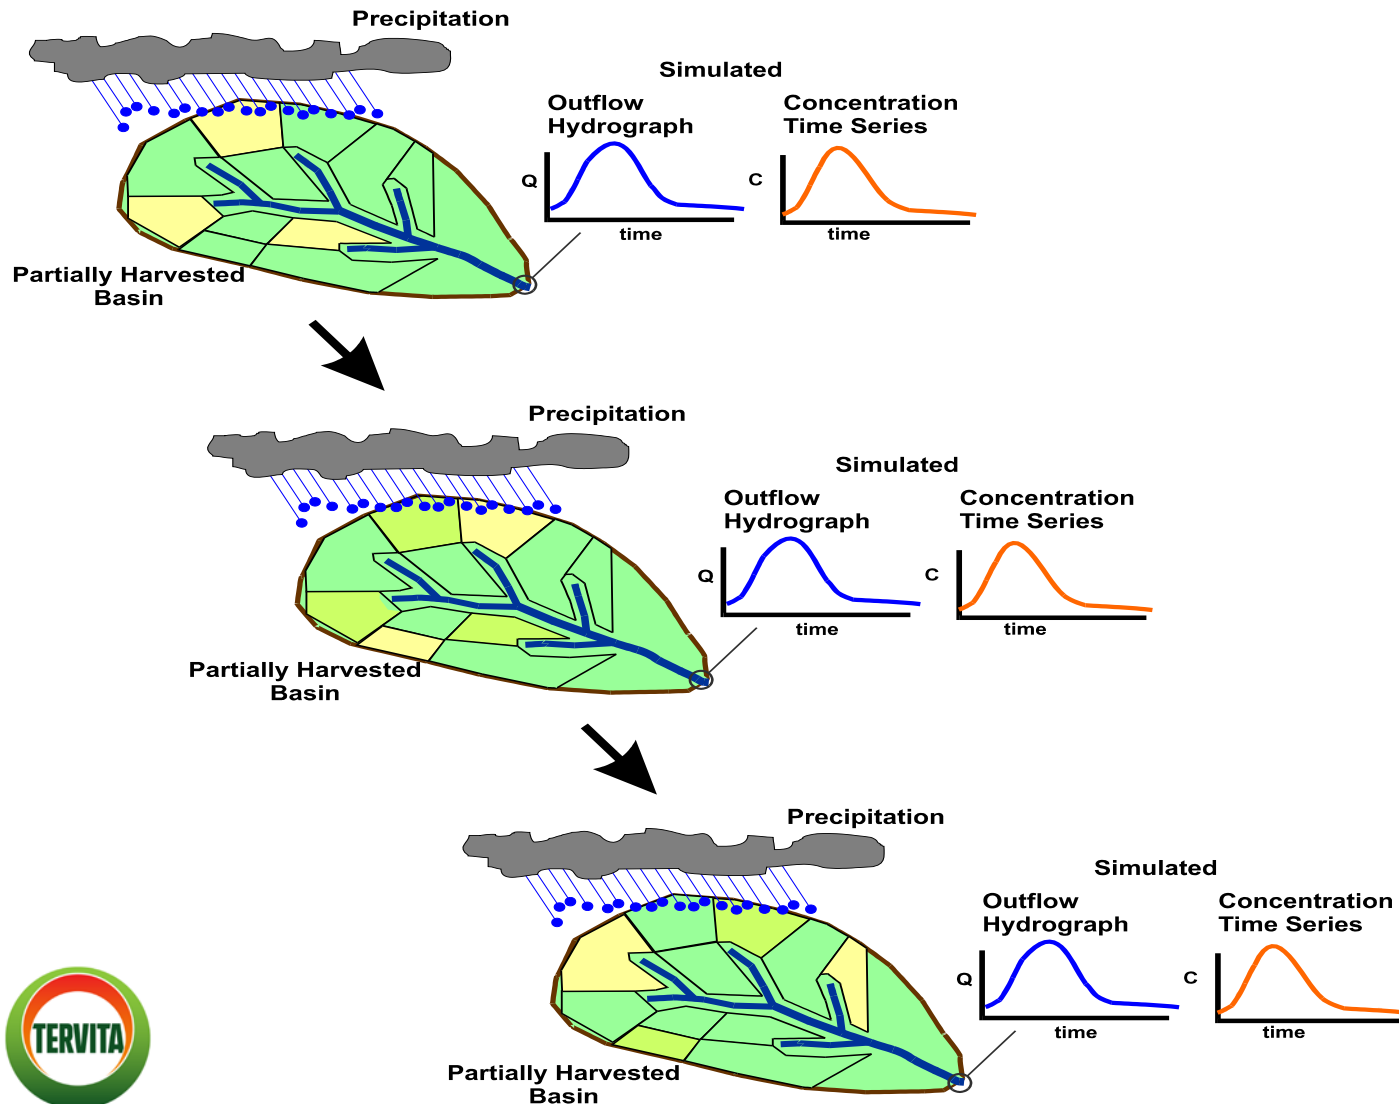 Precipitation
Simulated
Outflow
Hydrograph
Concentration
Time Series
Q
time
C
time
Partially Harvested
Basin
Precipitation
Simulated
Outflow
Hydrograph
Concentration
Time Series
Q
time
C
time
Partially Harvested
Basin
Precipitation
Simulated
Outflow
Hydrograph
Concentration
Time Series
Q
time
C
time
Partially Harvested
Basin
TERVITA